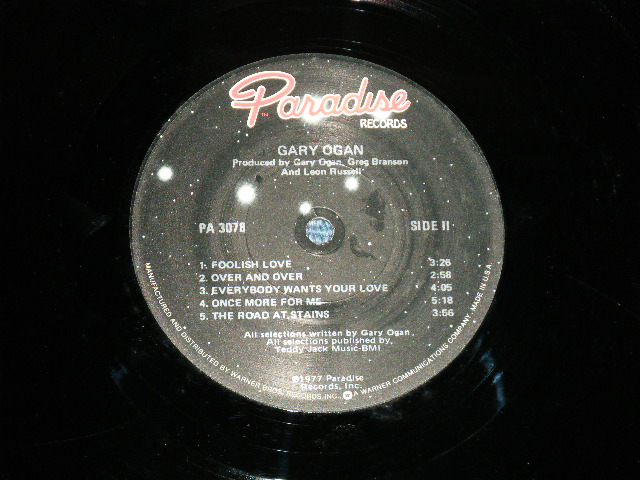 Paradise
TM
RECORDS
GARY OGAN
Produced by Gary Ogan, Greg Branson
And Leon Russell
PA 3078
SIDE II
1. FOOLISH LOVE 3:26
2. OVER AND OVER 2:58
3. EVERYBODY WANTS YOUR LOVE 4:05
4. ONCE MORE FOR ME 5:18
5. THE ROAD AT STAINS 3:56
All selections written by Gary Ogan.
All selections published by
Teddy Jack Music-BMI
℗1977 Paradise
Records, Inc.
MANUFACTURED AND DISTRIBUTED BY WARNER BROS. RECORDS INC., A WARNER COMMUNICATIONS COMPANY. MADE IN U.S.A.